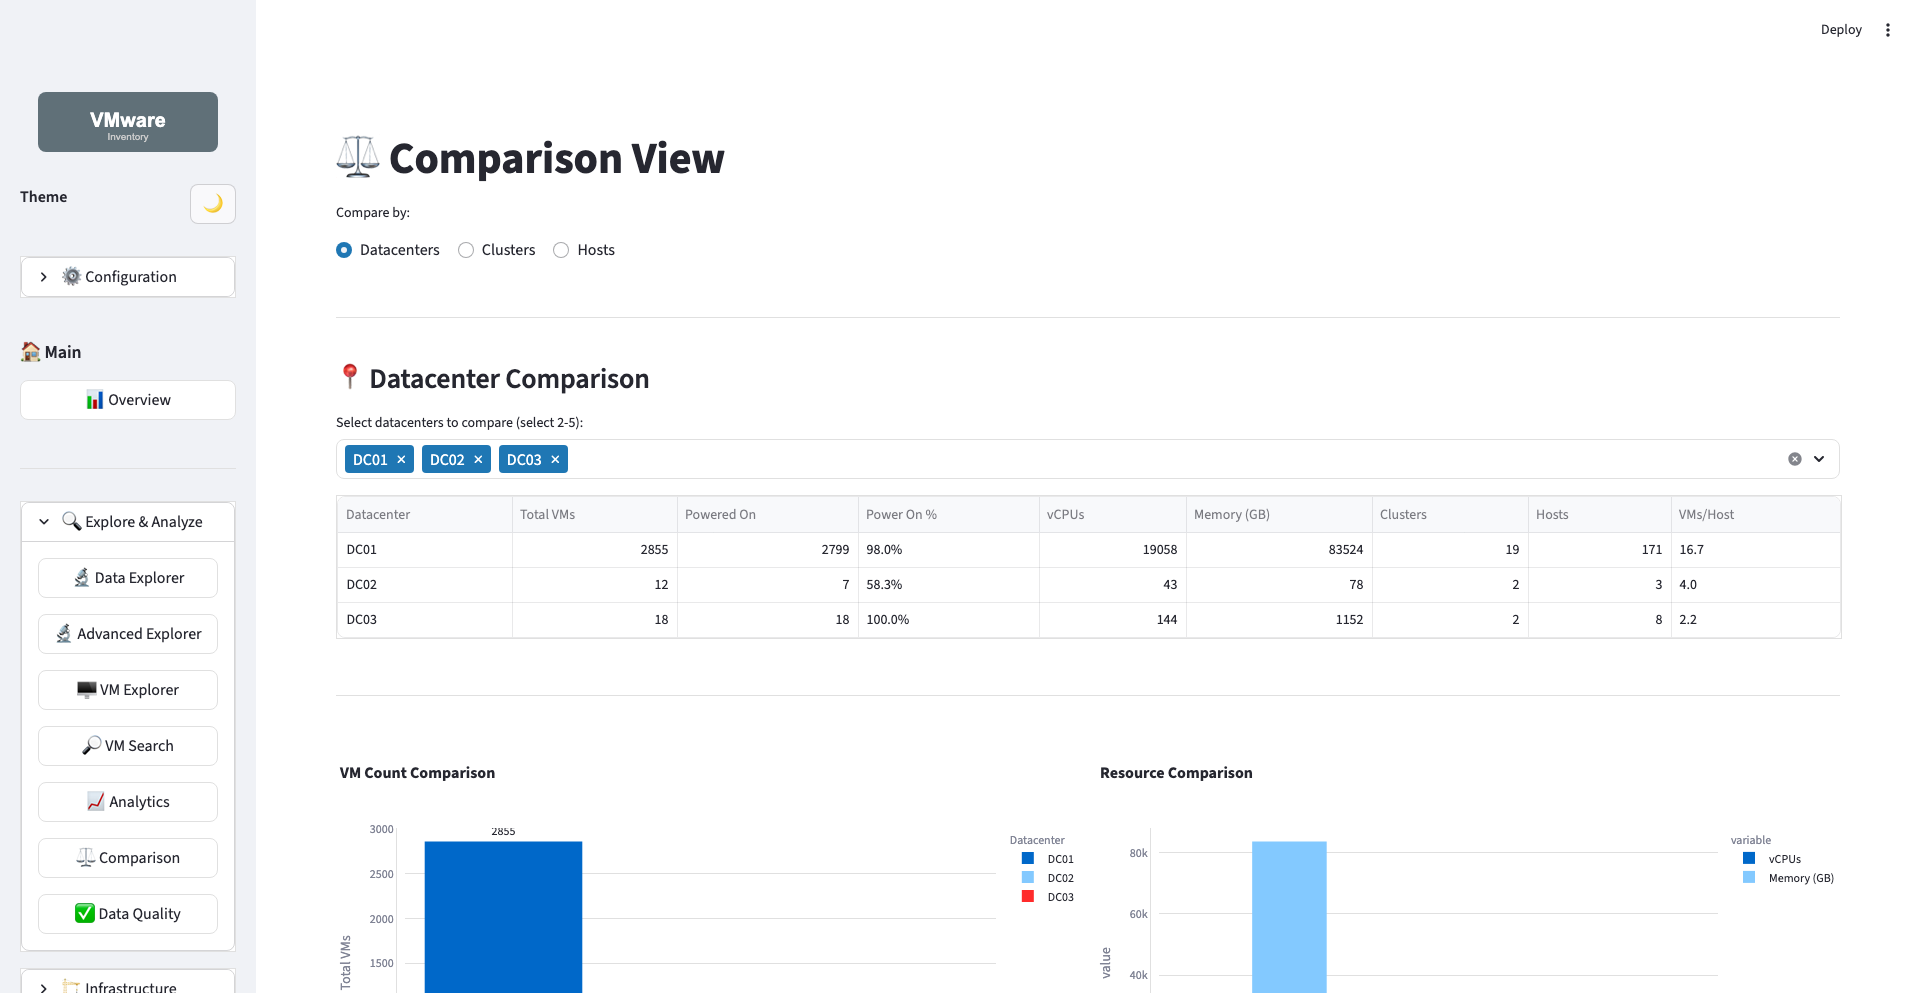 Deploy
VMware
Inventory
Theme
Configuration
Main
Overview
Explore & Analyze
Data Explorer
Advanced Explorer
VM Explorer
VM Search
Analytics
Comparison
Data Quality
Infrastructure
Comparison View
Compare by:
Datacenters Clusters Hosts
Datacenter Comparison
Select datacenters to compare (select 2-5):
DC01 DC02 DC03
Datacenter Total VMs Powered On Power On % vCPUs Memory (GB) Clusters Hosts VMs/Host
DC01 2855 2799 98.0% 19058 83524 19 171 16.7
DC02 12 7 58.3% 43 78 2 3 4.0
DC03 18 18 100.0% 144 1152 2 8 2.2
VM Count Comparison
3000
2500
2000
1500
Total VMs
2855
Datacenter
DC01
DC02
DC03
Resource Comparison
80k
60k
40k
value
variable
vCPUs
Memory (GB)